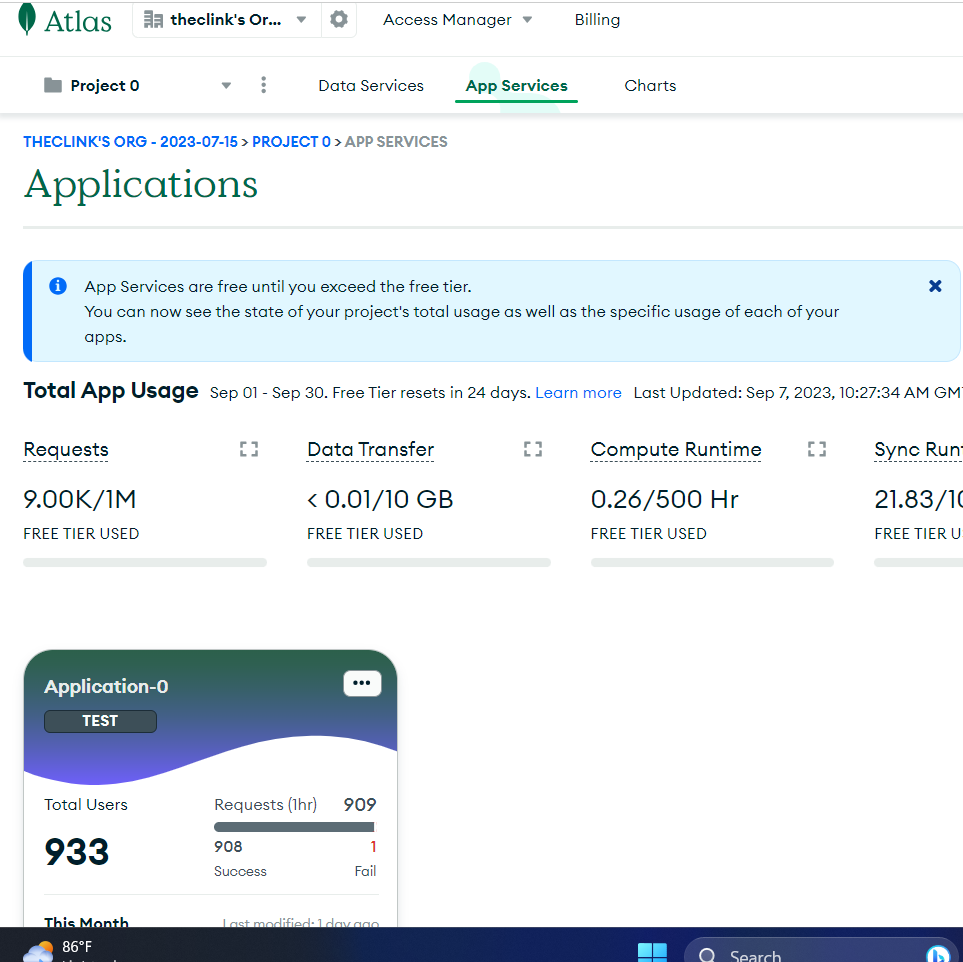 Atlas
theclink's Or...
Access Manager
Billing
Project 0
Data Services
App Services
Charts
THECLINK'S ORG - 2023-07-15 > PROJECT 0 > APP SERVICES
Applications
App Services are free until you exceed the free tier.
You can now see the state of your project's total usage as well as the specific usage of each of your
apps.
Total App Usage Sep 01 - Sep 30. Free Tier resets in 24 days. Learn more Last Updated: Sep 7, 2023, 10:27:34 AM GM
Requests
Data Transfer
Compute Runtime
Sync Run
9.00K/1M
< 0.01/10 GB
0.26/500 Hr
21.83/10
FREE TIER USED
FREE TIER USED
FREE TIER USED
FREE TIER U
Application-0
TEST
Total Users
Requests (1hr) 909
933
908
1
Success
Fail
This Month
Last modified: 1 day ago
86°F
Search